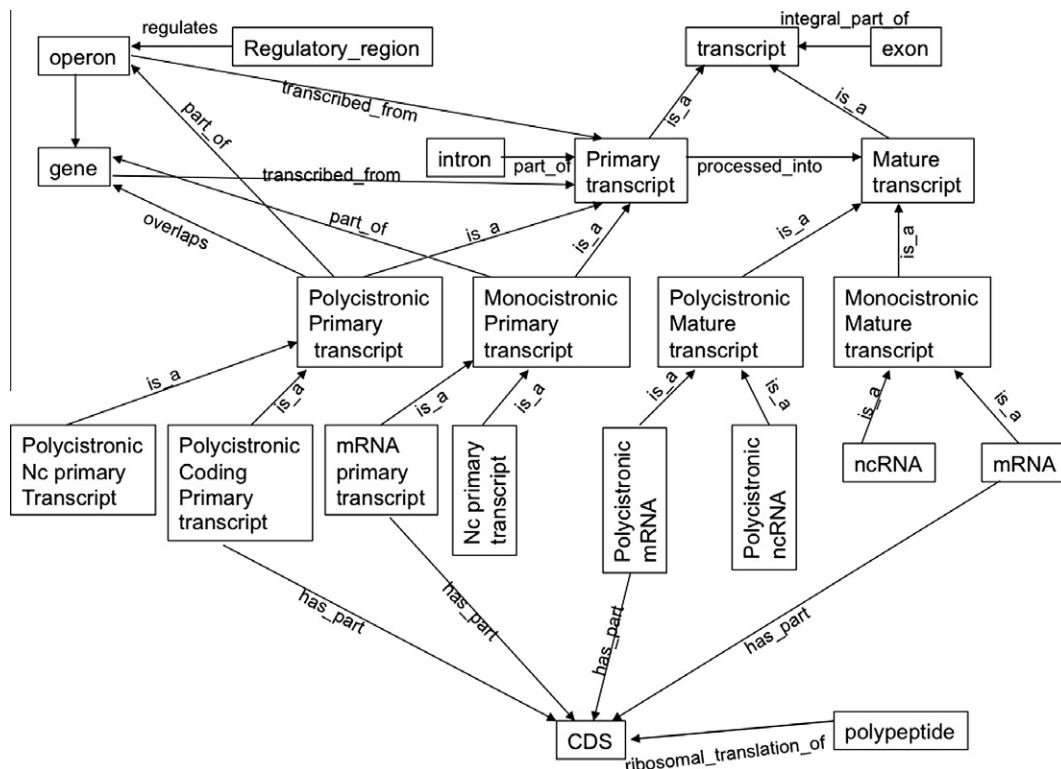 regulates
integral_part_of
operon
Regulatory_region
transcript
exon
transcribed_from
is_a
is_a
part_of
gene
intron
part_of
Primary
transcript
processed_into
Mature
transcript
transcribed_from
overlaps
part_of
is_a
is_a
is_a
is_a
Polycistronic
Primary
transcript
Monocistronic
Primary
transcript
Polycistronic
Mature
transcript
Monocistronic
Mature
transcript
is_a
is_a
is_a
is_a
is_a
is_a
is_a
is_a
Polycistronic
Nc primary
Transcript
Polycistronic
Coding
Primary
transcript
mRNA
primary
transcript
Nc primary
transcript
Polycistronic
mRNA
Polycistronic
ncRNA
ncRNA
mRNA
has_part
has_part
has_part
has_part
CDS
ribosomal_translation_of
polypeptide